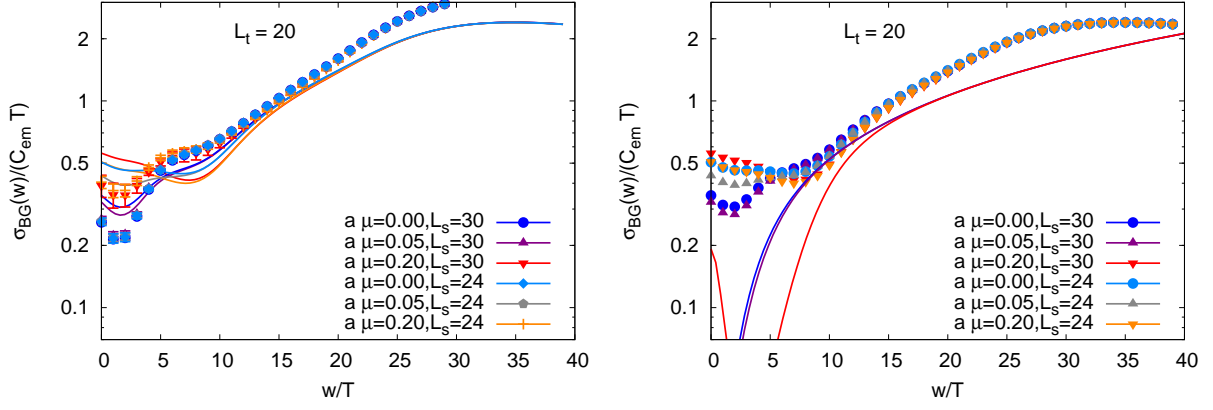 L_t = 20
σ_BG(w)/(C_em T)
2
1
0.5
0.2
0.1
a μ=0.00,L_s=30
a μ=0.05,L_s=30
a μ=0.20,L_s=30
a μ=0.00,L_s=24
a μ=0.05,L_s=24
a μ=0.20,L_s=24
0 5 10 15 20 25 30 35 40
w/T
L_t = 20
σ_BG(w)/(C_em T)
2
1
0.5
0.2
0.1
a μ=0.00,L_s=30
a μ=0.05,L_s=30
a μ=0.20,L_s=30
a μ=0.00,L_s=24
a μ=0.05,L_s=24
a μ=0.20,L_s=24
0 5 10 15 20 25 30 35 40
w/T